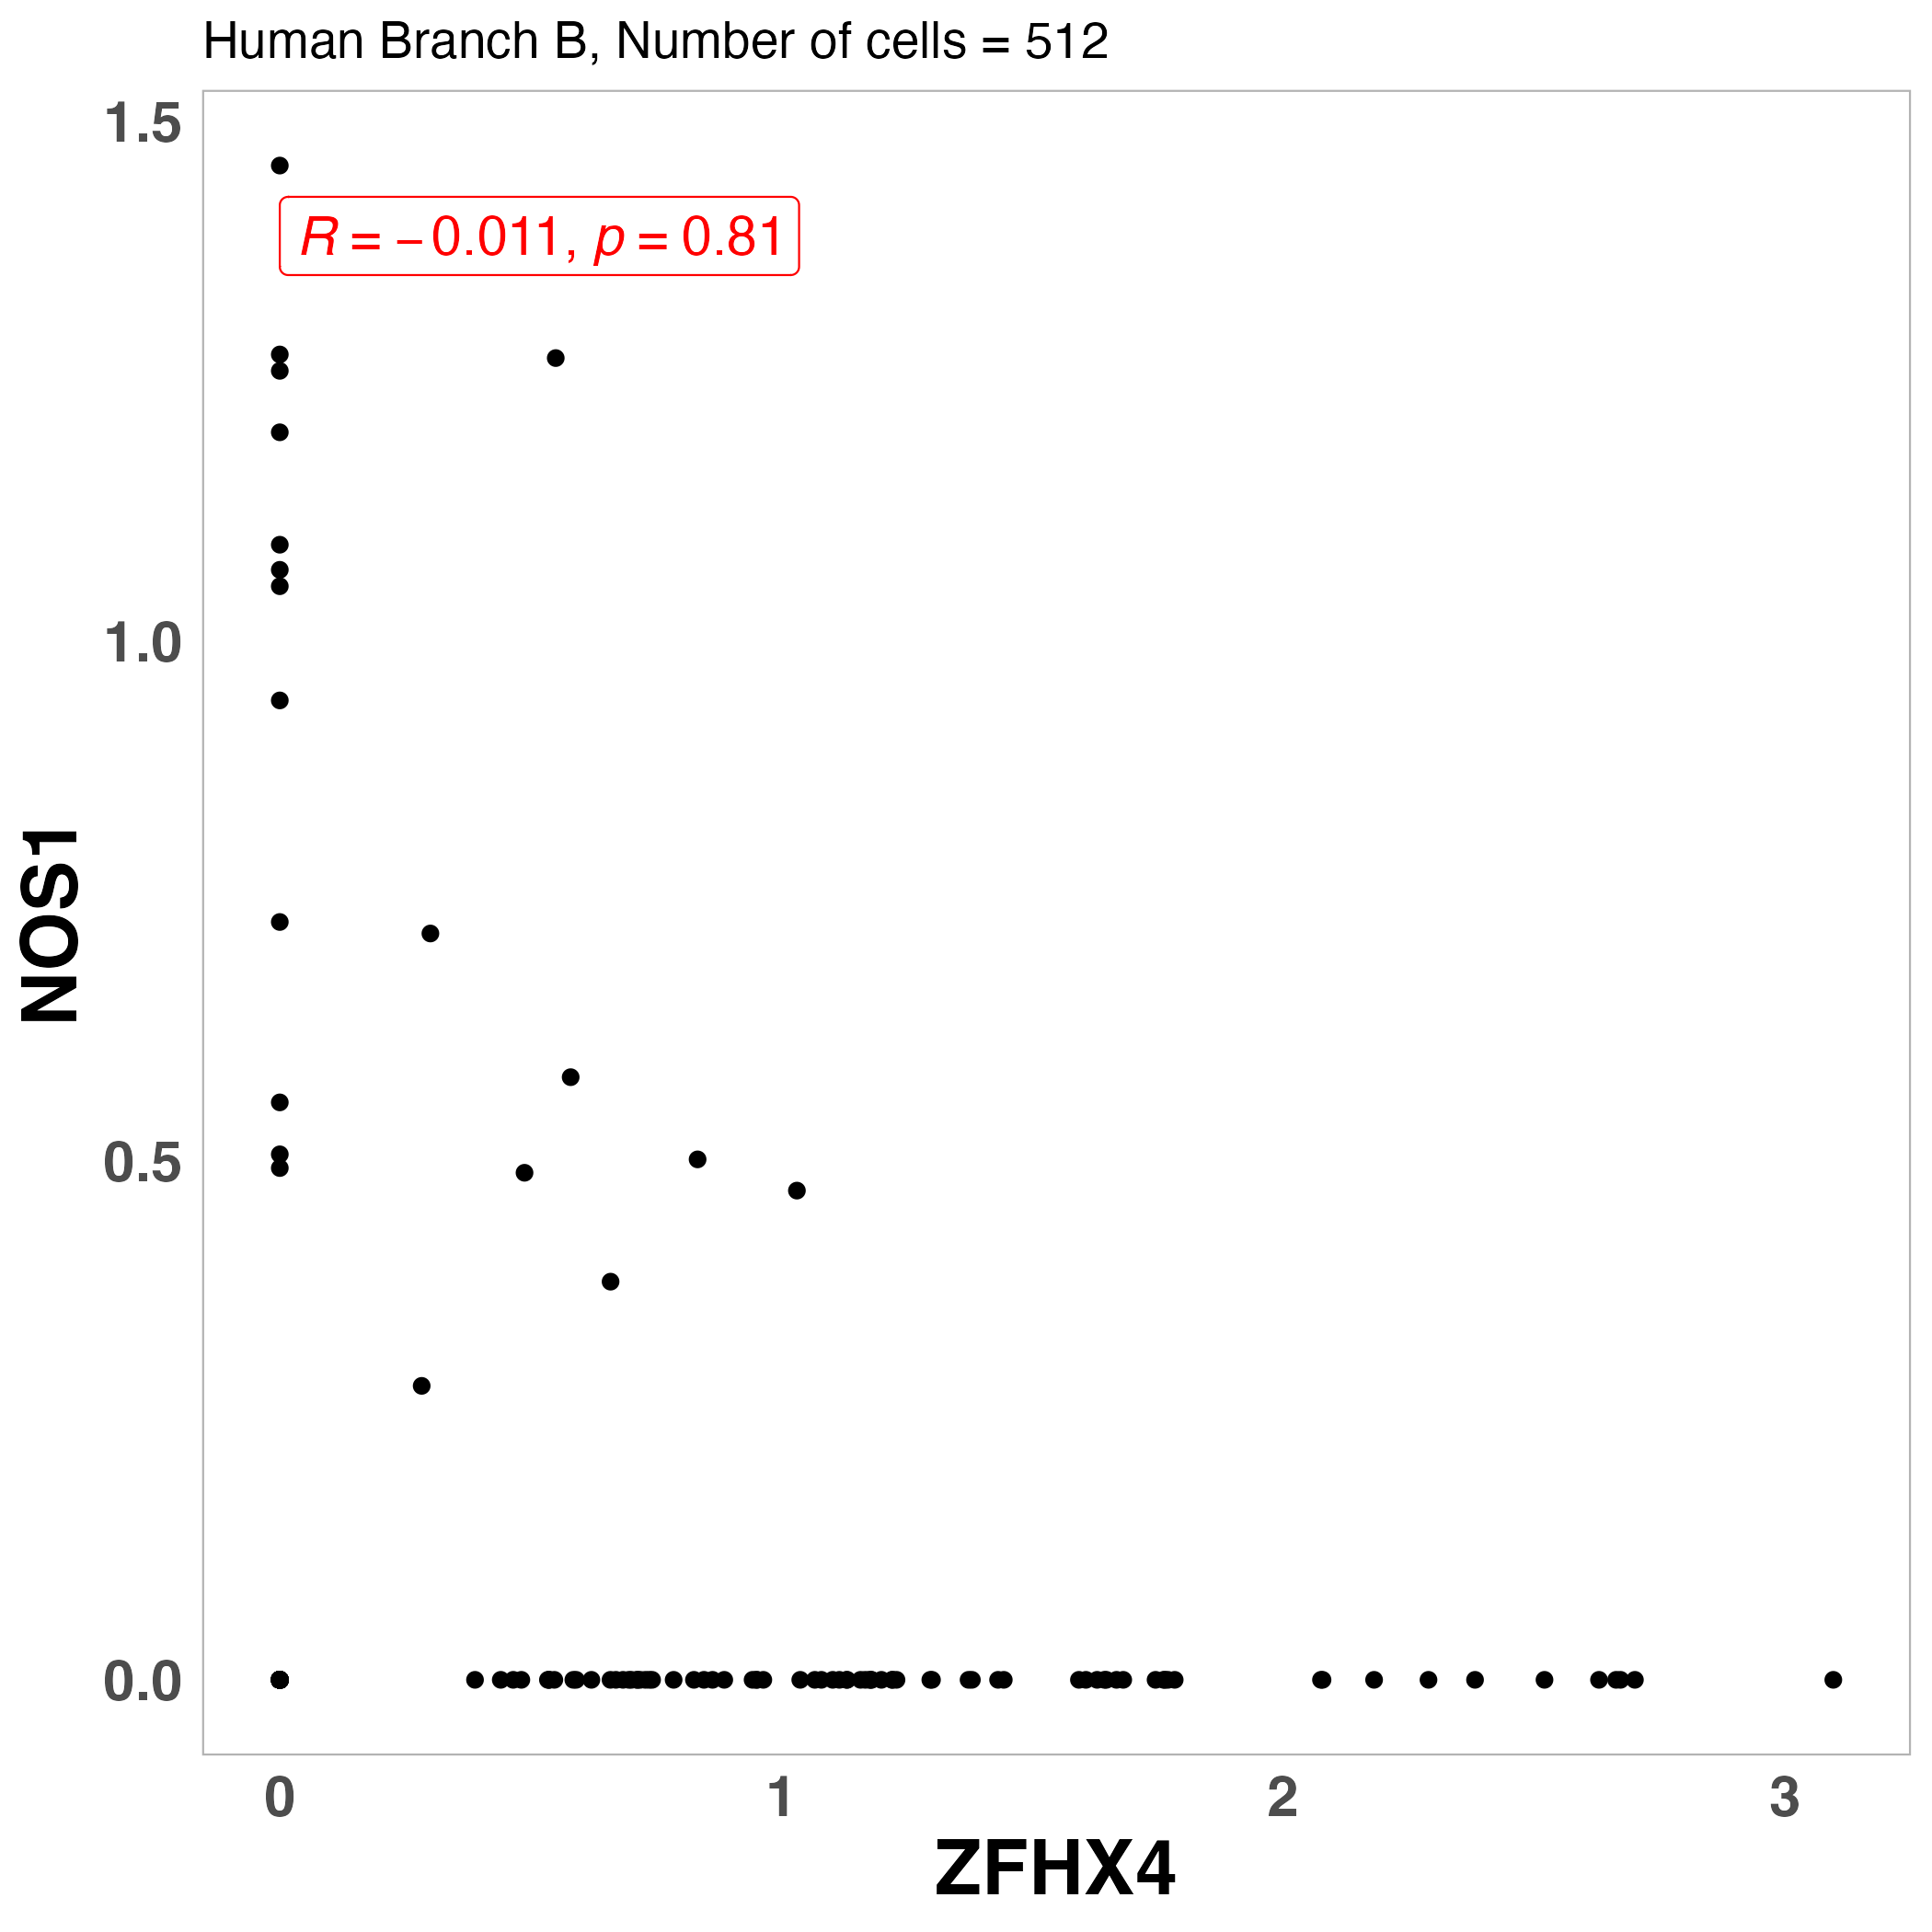 Human Branch B, Number of cells = 512
1.5
R = −0.011, p = 0.81
1.0
NOS1
0.5
0.0
0 1 2 3
ZFHX4